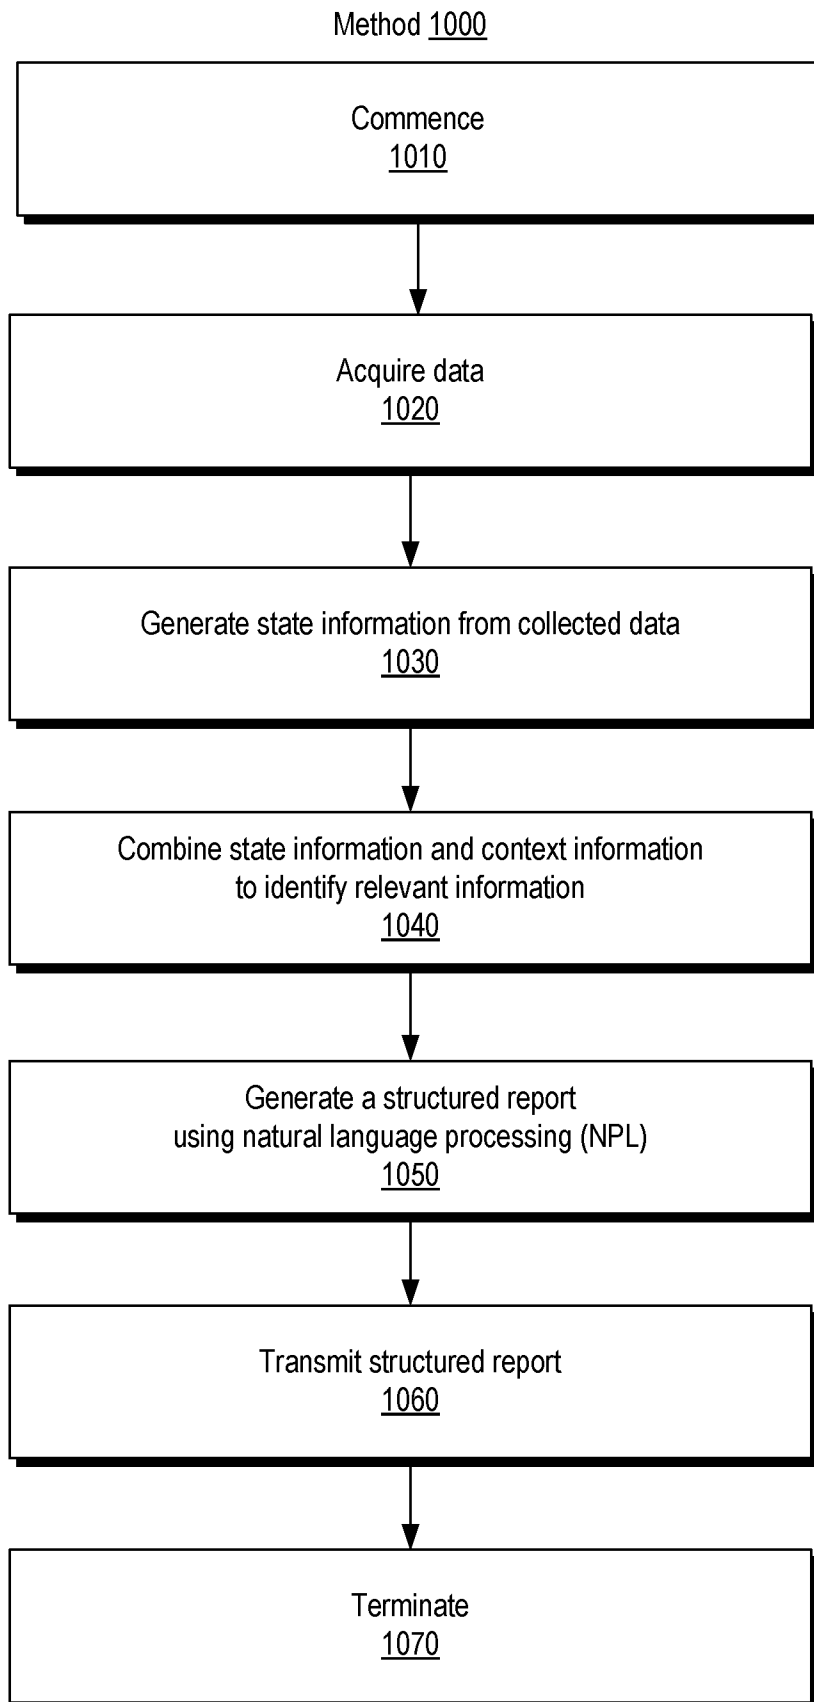 Method 1000
Commence
1010
Acquire data
1020
Generate state information from collected data
1030
Combine state information and context information
to identify relevant information
1040
Generate a structured report
using natural language processing (NPL)
1050
Transmit structured report
1060
Terminate
1070